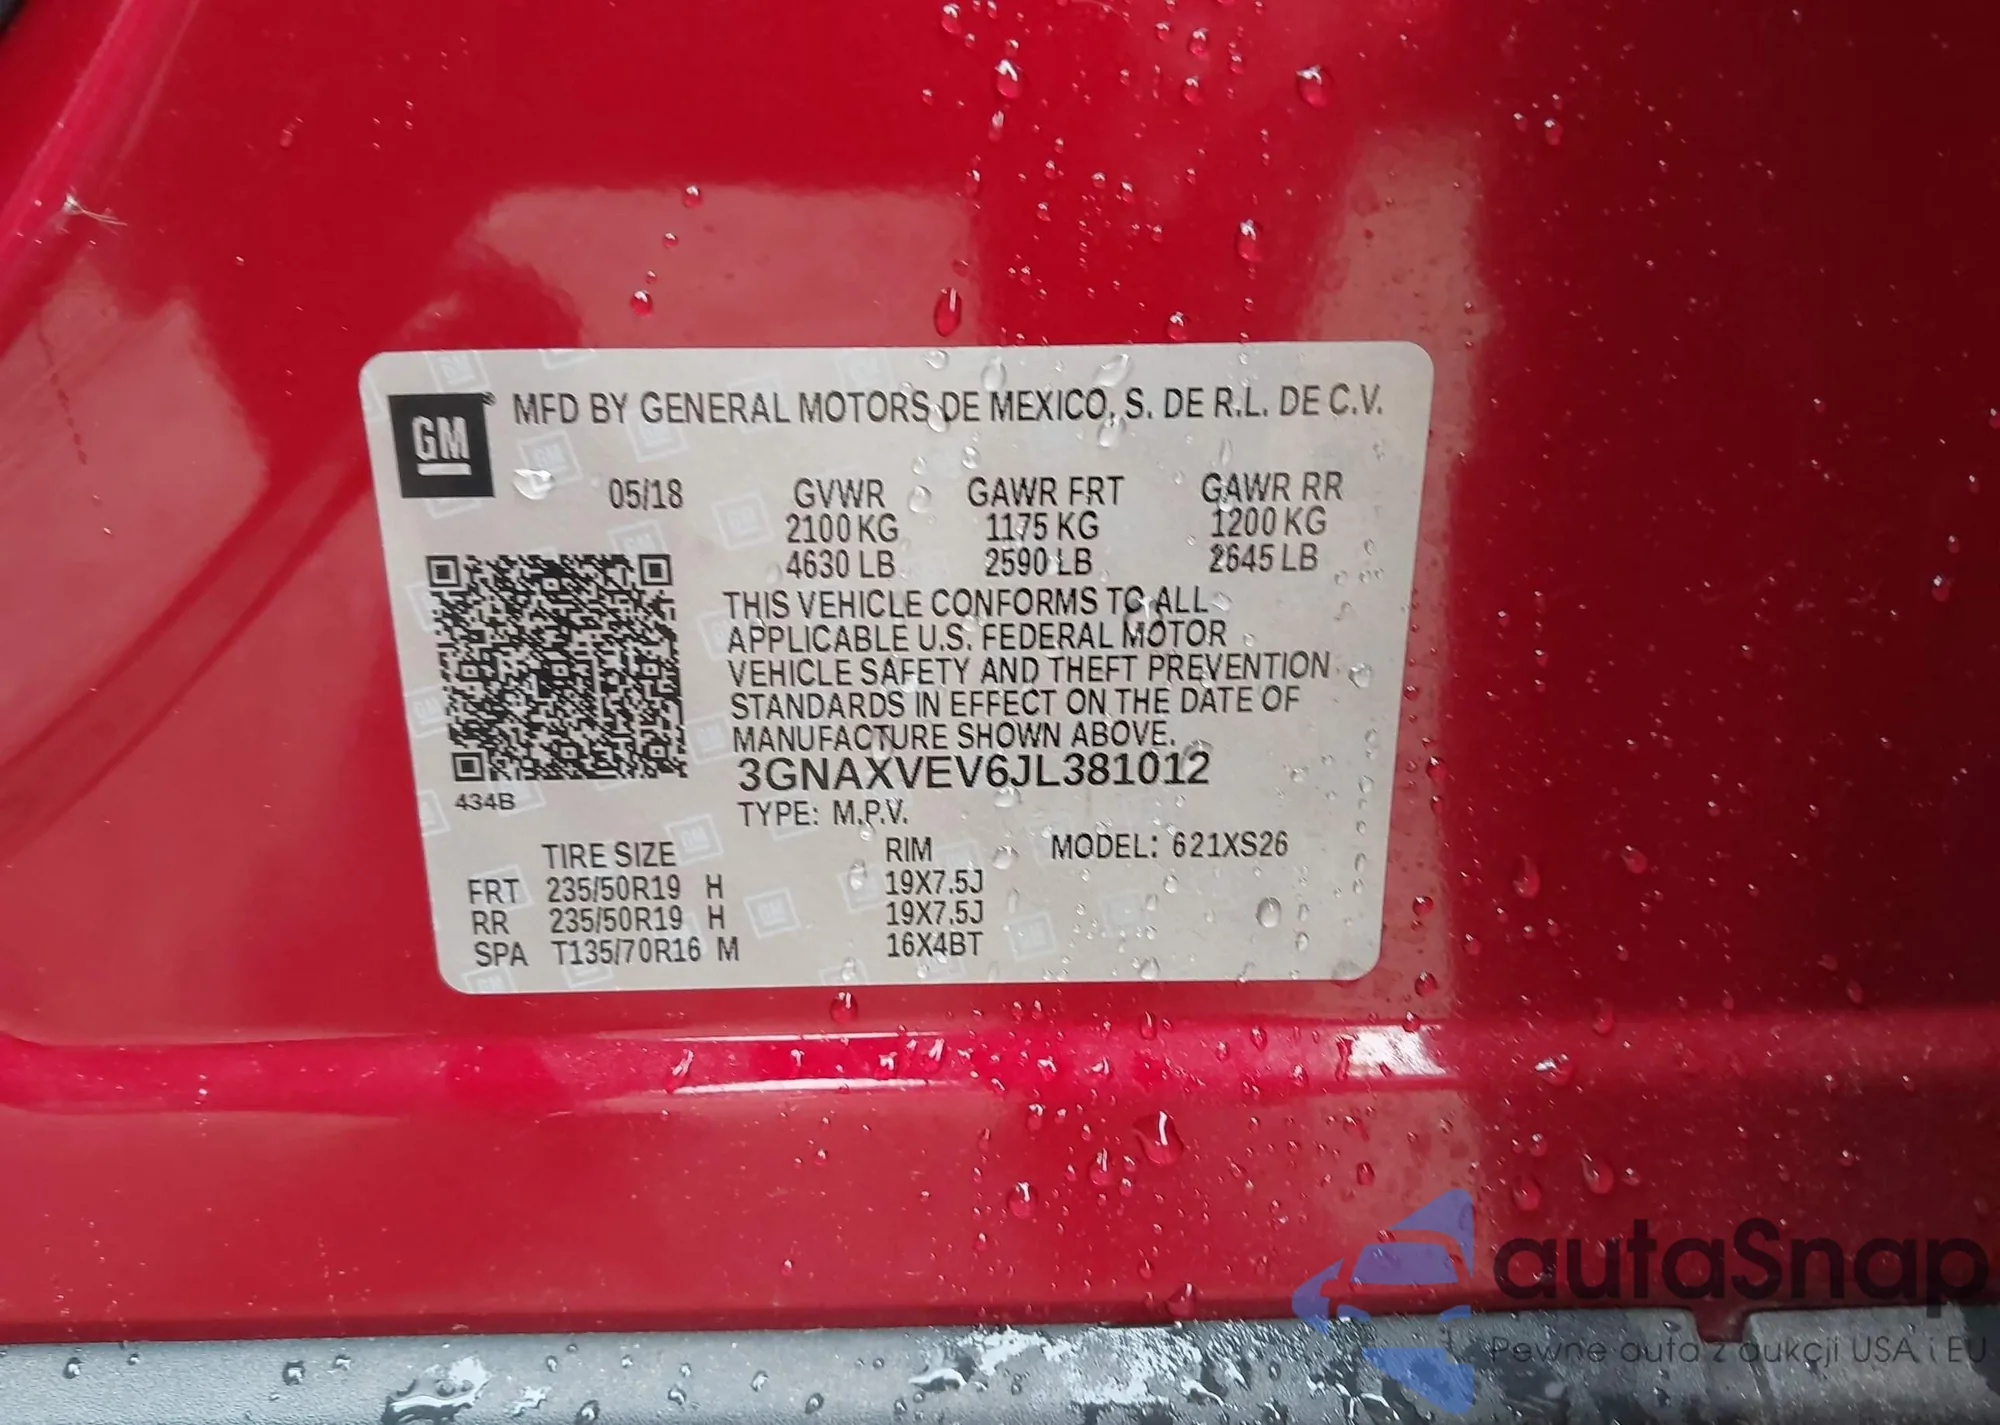 GM® MFD BY GENERAL MOTORS DE MEXICO, S. DE R.L. DE C.V.
05/18 GVWR GAWR FRT GAWR RR
2100 KG 1175 KG 1200 KG
4630 LB 2590 LB 2645 LB
THIS VEHICLE CONFORMS TO ALL
APPLICABLE U.S. FEDERAL MOTOR
VEHICLE SAFETY AND THEFT PREVENTION
STANDARDS IN EFFECT ON THE DATE OF
MANUFACTURE SHOWN ABOVE.
3GNAXVEV6JL381012
434B
TYPE: M.P.V.
TIRE SIZE RIM MODEL: 621XS26
FRT 235/50R19 H 19X7.5J
RR 235/50R19 H 19X7.5J
SPA T135/70R16 M 16X4BT
autaSnap
Pewne auta z aukcji USA i EU